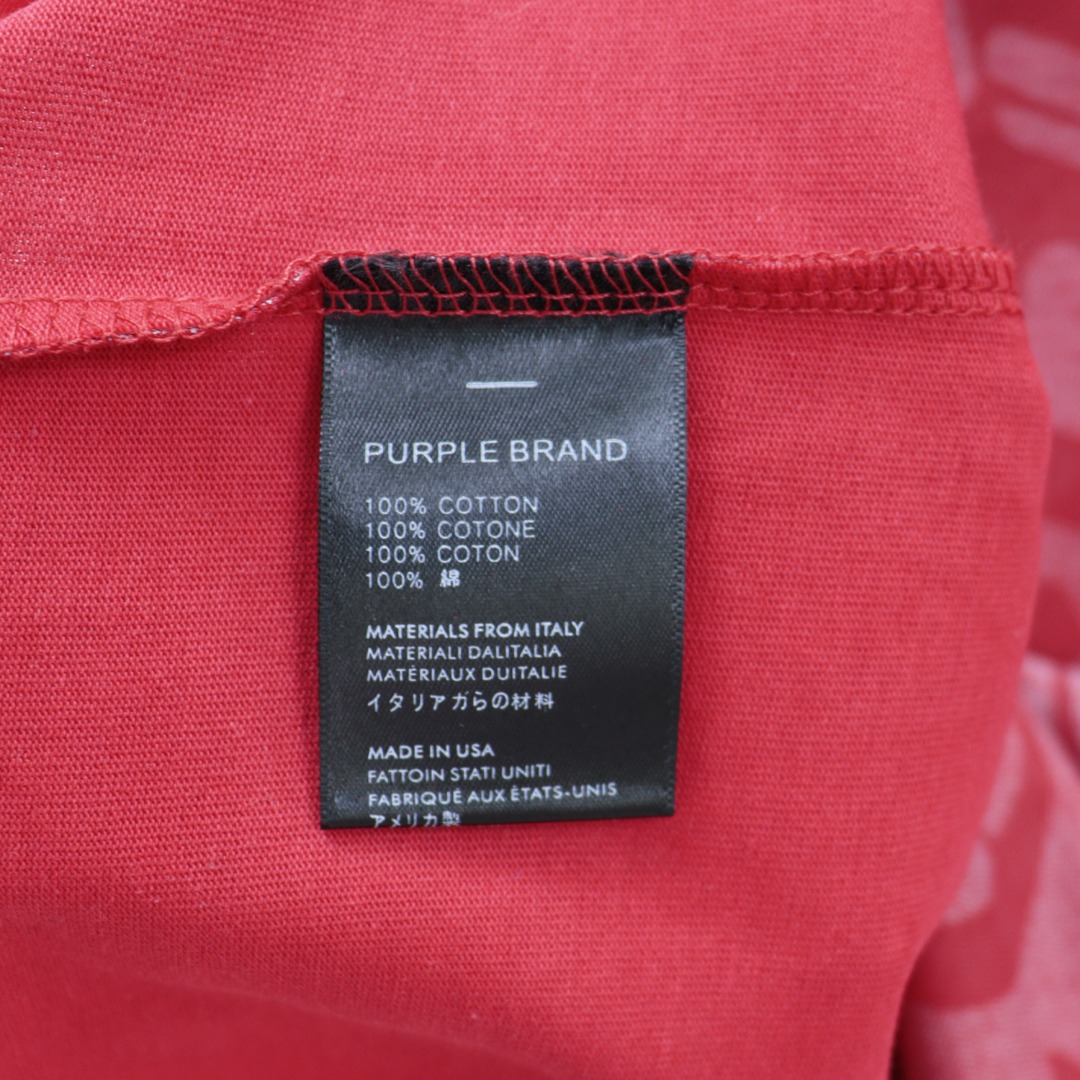 PURPLE BRAND
100% COTTON
100% COTONE
100% COTON
100% 綿
MATERIALS FROM ITALY
MATERIALI DALITALIA
MATÉRIAUX DUITALIE
イタリアガらの材料
MADE IN USA
FATTOIN STATI UNITI
FABRIQUÉ AUX ÉTATS-UNIS
アメリカ製